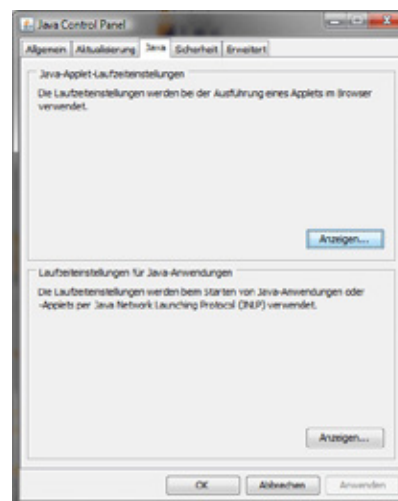 Java Control Panel
Allgemein Aktualisierung Java Sicherheit Erweitert
Java-Applet-Laufzeiteinstellungen
Die Laufzeiteinstellungen werden bei der Ausführung eines Applets im Browser
verwendet.
Anzeigen...
Laufzeiteinstellungen für Java-Anwendungen
Die Laufzeiteinstellungen werden beim Starten von Java-Anwendungen oder
-Applets per Java Network Launching Protocol (JNLP) verwendet.
Anzeigen...
OK Abbrechen Anwenden